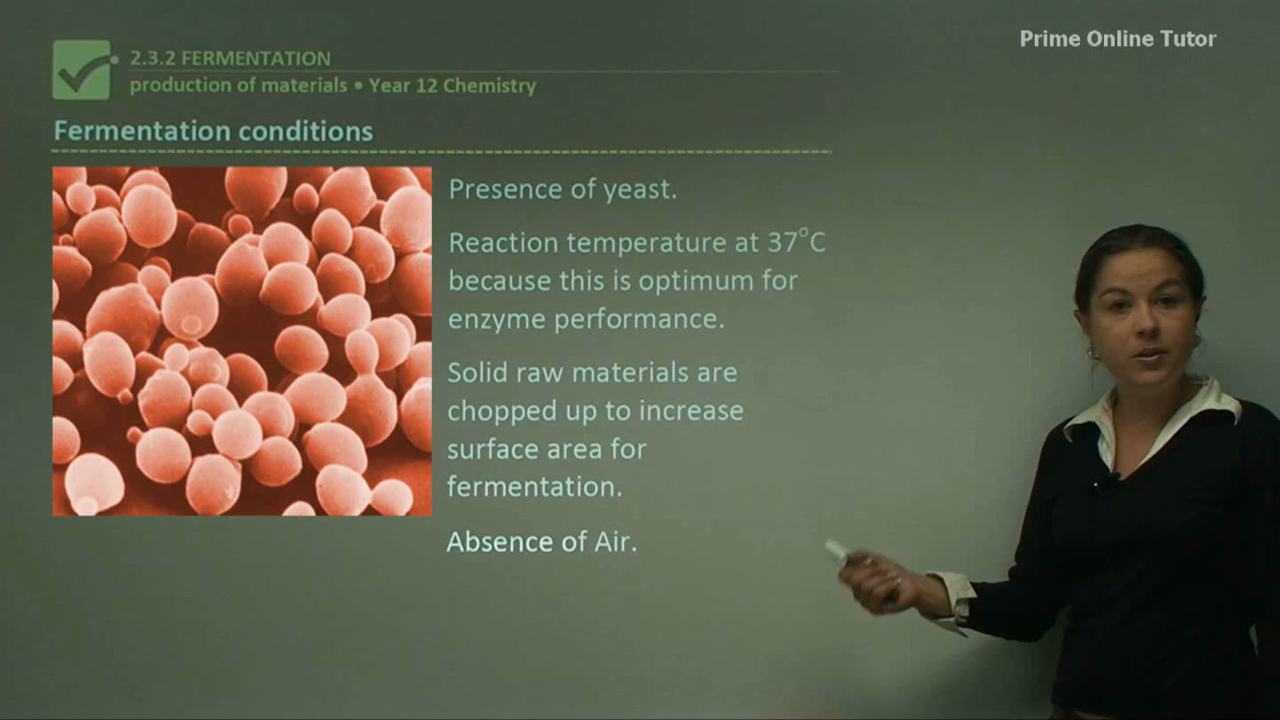 Prime Online Tutor
2.3.2 FERMENTATION
production of materials • Year 12 Chemistry
Fermentation conditions
Presence of yeast.
Reaction temperature at 37°C
because this is optimum for
enzyme performance.
Solid raw materials are
chopped up to increase
surface area for
fermentation.
Absence of Air.